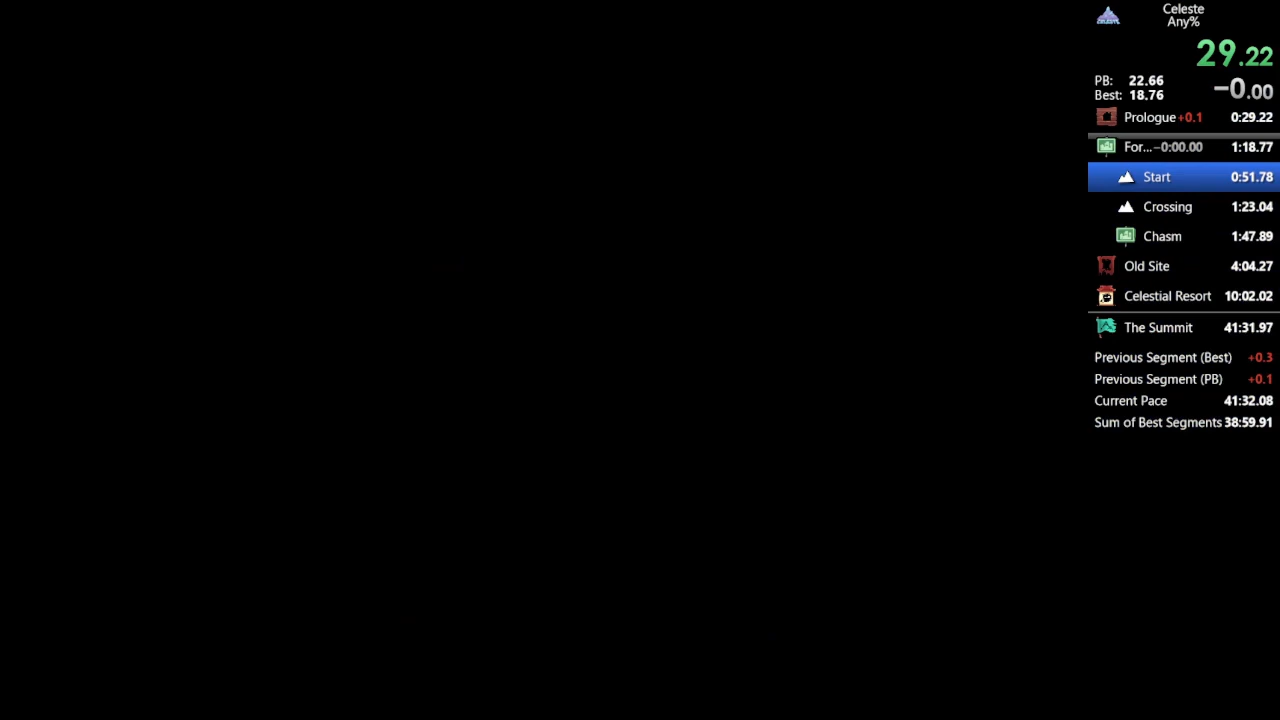 Celeste
Any%
29.22
PB: 22.66
Best: 18.76
−0.00
Prologue +0.1 0:29.22
For... −0:00.00 1:18.77
Start 0:51.78
Crossing 1:23.04
Chasm 1:47.89
Old Site 4:04.27
Celestial Resort 10:02.02
The Summit 41:31.97
Previous Segment (Best) +0.3
Previous Segment (PB) +0.1
Current Pace 41:32.08
Sum of Best Segments 38:59.91